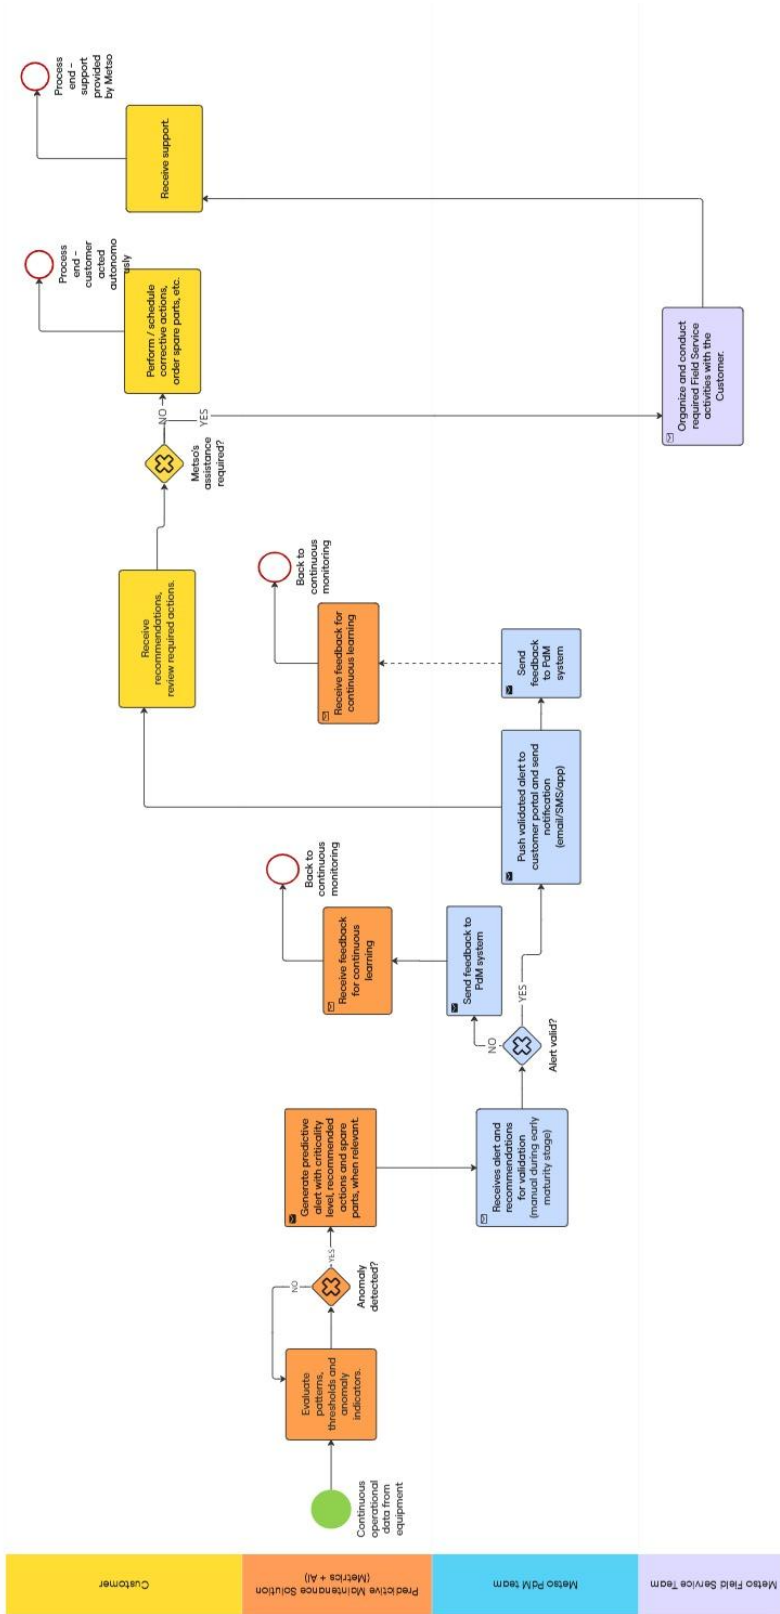 Customer
Predictive Maintenance Solution
(Metrics + AI)
Metso PdM team
Metso Field Service Team
Continuous
operational
data from
equipment
Evaluate
patterns,
thresholds and
anomaly
indicators.
Anomaly
detected?
NO
YES
Generate predictive
alert with criticality
level, recommended
actions and spare
parts, when relevant.
Receives alert and
recommendations
for validation
(manual during early
maturity stage)
Alert valid?
NO
YES
Send feedback to
PdM system
Receive feedback
for continuous
learning
Back to
continuous
monitoring
Push validated alert to
customer portal and send
notification
(email/SMS/app)
Send
feedback
to PdM
system
Receive feedback for
continuous learning
Back to
continuous
monitoring
Receive
recommendations,
review required actions.
Metso's
assistance
required?
NO
YES
Perform / schedule
corrective actions,
order spare parts, etc.
Process
end -
customer
acted
autonomo
usly
Organize and conduct
required Field Service
activities with the
Customer.
Receive support.
Process
end -
support
provided
by Metso